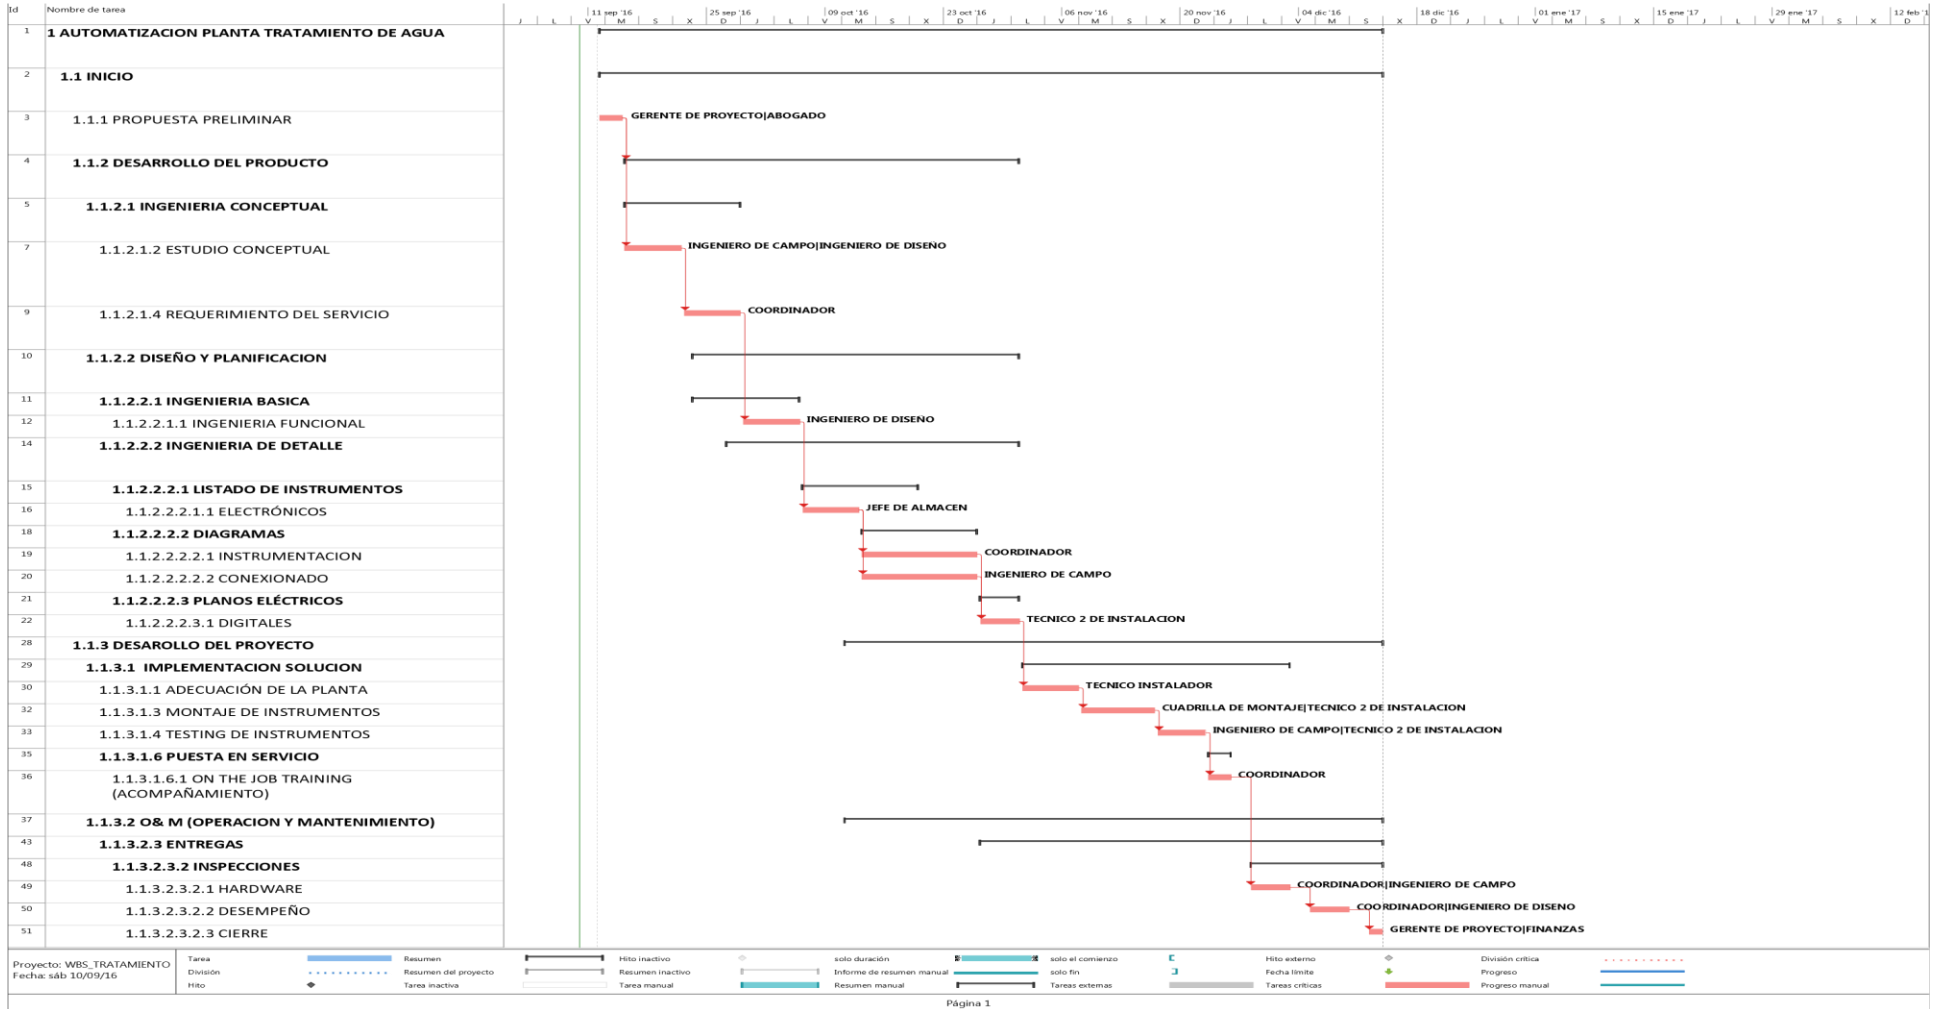 Id Nombre de tarea 11 sep '16 25 sep '16 09 oct '16 23 oct '16 06 nov '16 20 nov '16 04 dic '16 18 dic '16 01 ene '17 15 ene '17 29 ene '17 12 feb '1
J L V M S X D J L V M S X D J L V M S X D J L V M S X D J L V M S X D
1 1 AUTOMATIZACION PLANTA TRATAMIENTO DE AGUA
2 1.1 INICIO
3 1.1.1 PROPUESTA PRELIMINAR GERENTE DE PROYECTO|ABOGADO
4 1.1.2 DESARROLLO DEL PRODUCTO
5 1.1.2.1 INGENIERIA CONCEPTUAL
7 1.1.2.1.2 ESTUDIO CONCEPTUAL INGENIERO DE CAMPO|INGENIERO DE DISEÑO
9 1.1.2.1.4 REQUERIMIENTO DEL SERVICIO COORDINADOR
10 1.1.2.2 DISEÑO Y PLANIFICACION
11 1.1.2.2.1 INGENIERIA BASICA
12 1.1.2.2.1.1 INGENIERIA FUNCIONAL INGENIERO DE DISEÑO
14 1.1.2.2.2 INGENIERIA DE DETALLE
15 1.1.2.2.2.1 LISTADO DE INSTRUMENTOS
16 1.1.2.2.2.1.1 ELECTRÓNICOS JEFE DE ALMACEN
18 1.1.2.2.2.2 DIAGRAMAS
19 1.1.2.2.2.2.1 INSTRUMENTACION COORDINADOR
20 1.1.2.2.2.2.2 CONEXIONADO INGENIERO DE CAMPO
21 1.1.2.2.2.3 PLANOS ELÉCTRICOS
22 1.1.2.2.2.3.1 DIGITALES TECNICO 2 DE INSTALACION
28 1.1.3 DESAROLLO DEL PROYECTO
29 1.1.3.1 IMPLEMENTACION SOLUCION
30 1.1.3.1.1 ADECUACIÓN DE LA PLANTA TECNICO INSTALADOR
32 1.1.3.1.3 MONTAJE DE INSTRUMENTOS CUADRILLA DE MONTAJE|TECNICO 2 DE INSTALACION
33 1.1.3.1.4 TESTING DE INSTRUMENTOS INGENIERO DE CAMPO|TECNICO 2 DE INSTALACION
35 1.1.3.1.6 PUESTA EN SERVICIO
36 1.1.3.1.6.1 ON THE JOB TRAINING COORDINADOR
(ACOMPAÑAMIENTO)
37 1.1.3.2 O& M (OPERACION Y MANTENIMIENTO)
43 1.1.3.2.3 ENTREGAS
48 1.1.3.2.3.2 INSPECCIONES
49 1.1.3.2.3.2.1 HARDWARE COORDINADOR|INGENIERO DE CAMPO
50 1.1.3.2.3.2.2 DESEMPEÑO COORDINADOR|INGENIERO DE DISENO
51 1.1.3.2.3.2.3 CIERRE GERENTE DE PROYECTO|FINANZAS
Proyecto: WBS_TRATAMIENTO
Fecha: sáb 10/09/16
Tarea Resumen Hito inactivo solo duración solo el comienzo Hito externo División crítica
División Resumen del proyecto Resumen inactivo Informe de resumen manual solo fin Fecha límite Progreso
Hito Tarea inactiva Tarea manual Resumen manual Tareas externas Tareas críticas Progreso manual
Página 1